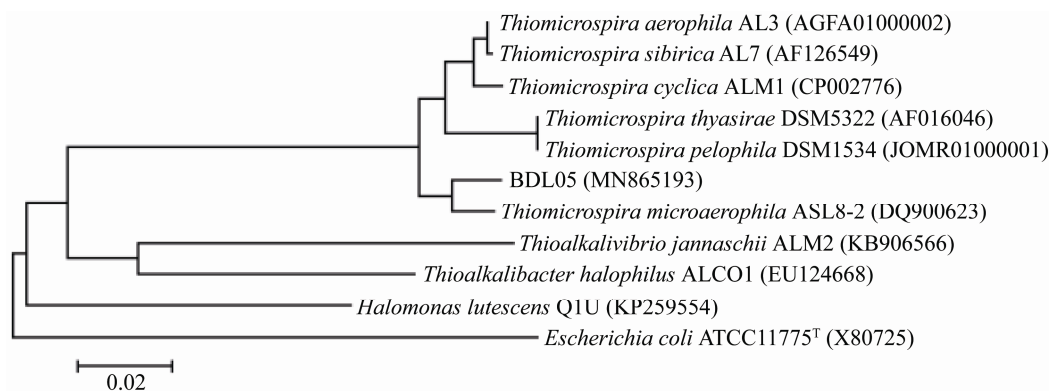 Thiomicrospira aerophila AL3 (AGFA01000002)
Thiomicrospira sibirica AL7 (AF126549)
Thiomicrospira cyclica ALM1 (CP002776)
Thiomicrospira thyasirae DSM5322 (AF016046)
Thiomicrospira pelophila DSM1534 (JOMR01000001)
BDL05 (MN865193)
Thiomicrospira microaerophila ASL8-2 (DQ900623)
Thioalkalivibrio jannaschii ALM2 (KB906566)
Thioalkalibacter halophilus ALCO1 (EU124668)
Halomonas lutescens Q1U (KP259554)
Escherichia coli ATCC11775ᵀ (X80725)
0.02